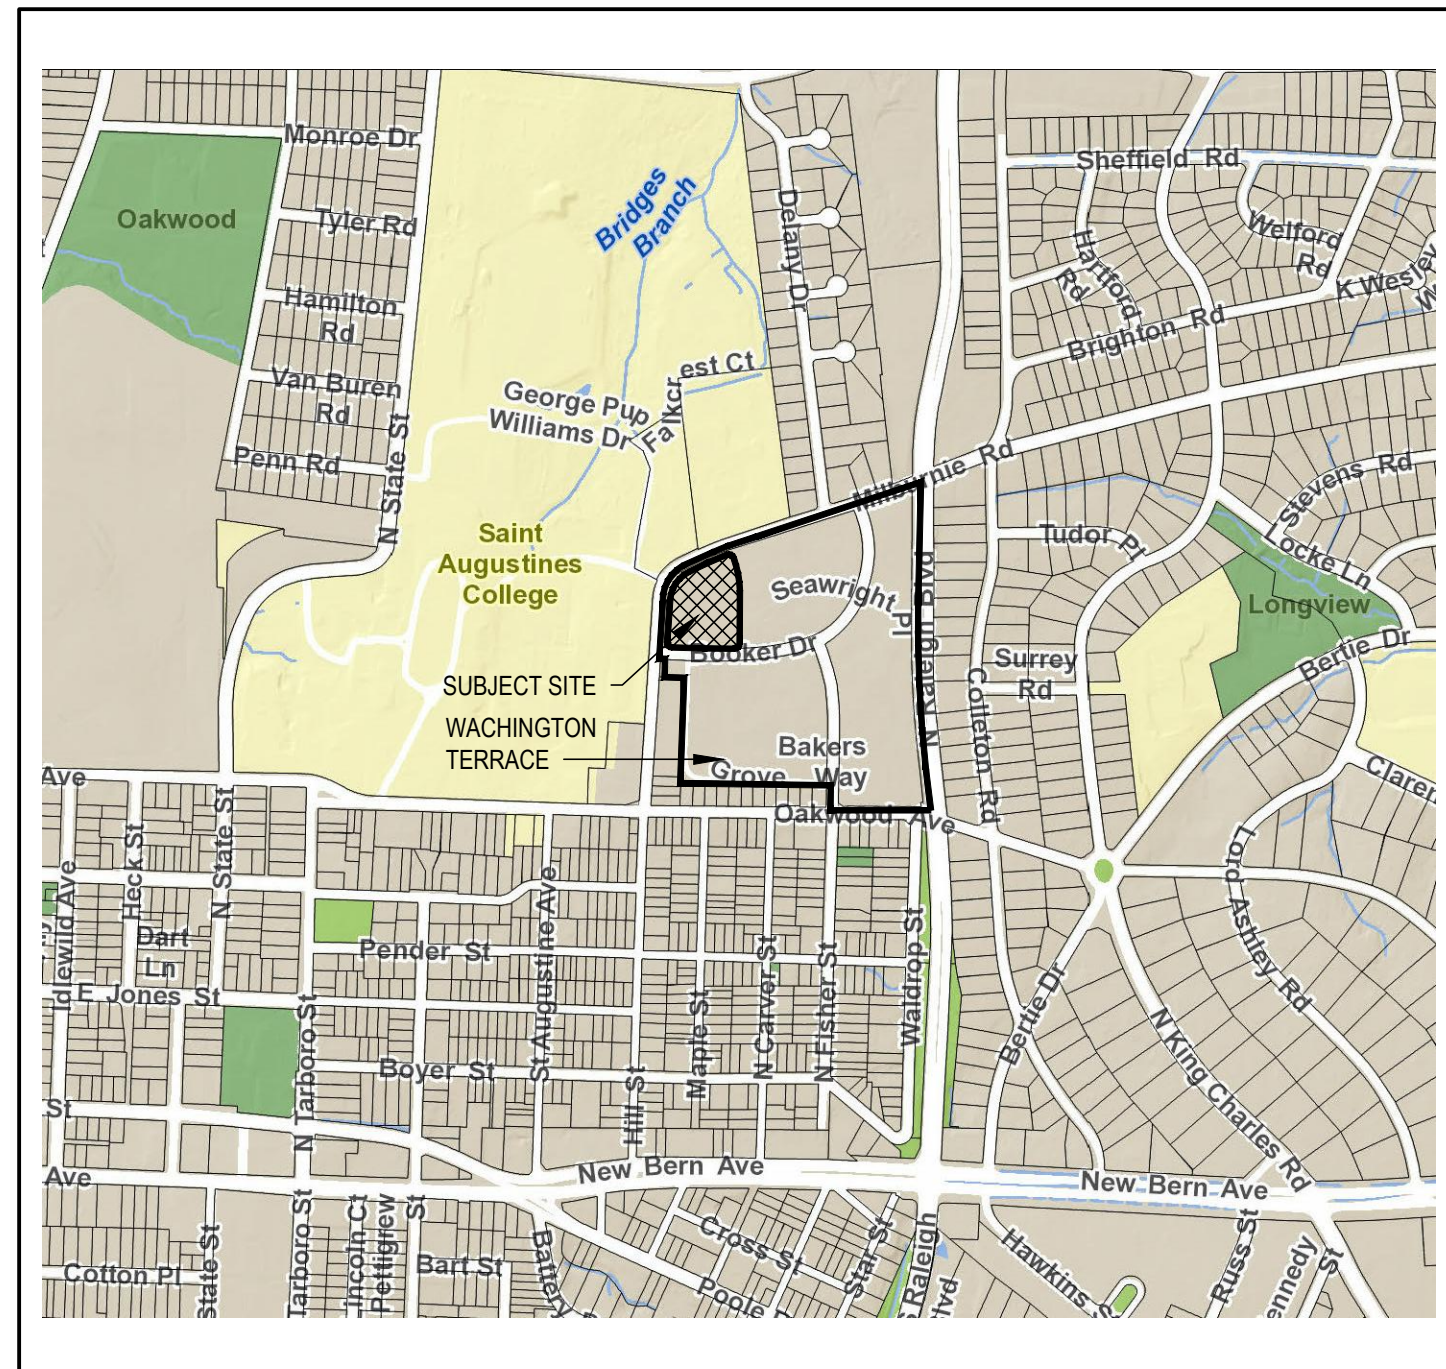 Monroe Dr
Sheffield Rd
Oakwood
Tyler Rd
Bridges
Branch
Delany Dr
Welford
Rd
Hartford
Rd
K Wesley
Hamilton
Rd
Brighton Rd
Van Buren
Rd
Falkcrest Ct
George Pup
Williams Dr
Penn Rd
N State St
Milburnie Rd
Stevens Rd
Saint
Augustines
College
Tudor Pl
Locke Ln
Seawright Pl
Longview
N Raleigh Blvd
Booker Dr
Bertie Dr
Surrey
Rd
SUBJECT SITE
Colleton Rd
WACHINGTON
TERRACE
Bakers
Grove Way
Ave
Claren
Oakwood Ave
Heck St
N State St
Idlewild Ave
Lord Ashley Rd
St Augustine Ave
Dart
Ln
Pender St
Waldrop St
N Carver St
N Fisher St
Maple St
E Jones St
N Tarboro St
Bertie Dr
N King Charles Rd
Boyer St
Hill St
St
New Bern Ave
Ave
New Bern Ave
State St
Tarboro St
Lincoln Ct
Pettigrew
St
Bart St
Battery
Cross St
Star St
S Raleigh
Blvd
Hawkins S
Russ St
ennedy
St
Cotton Pl
Poole